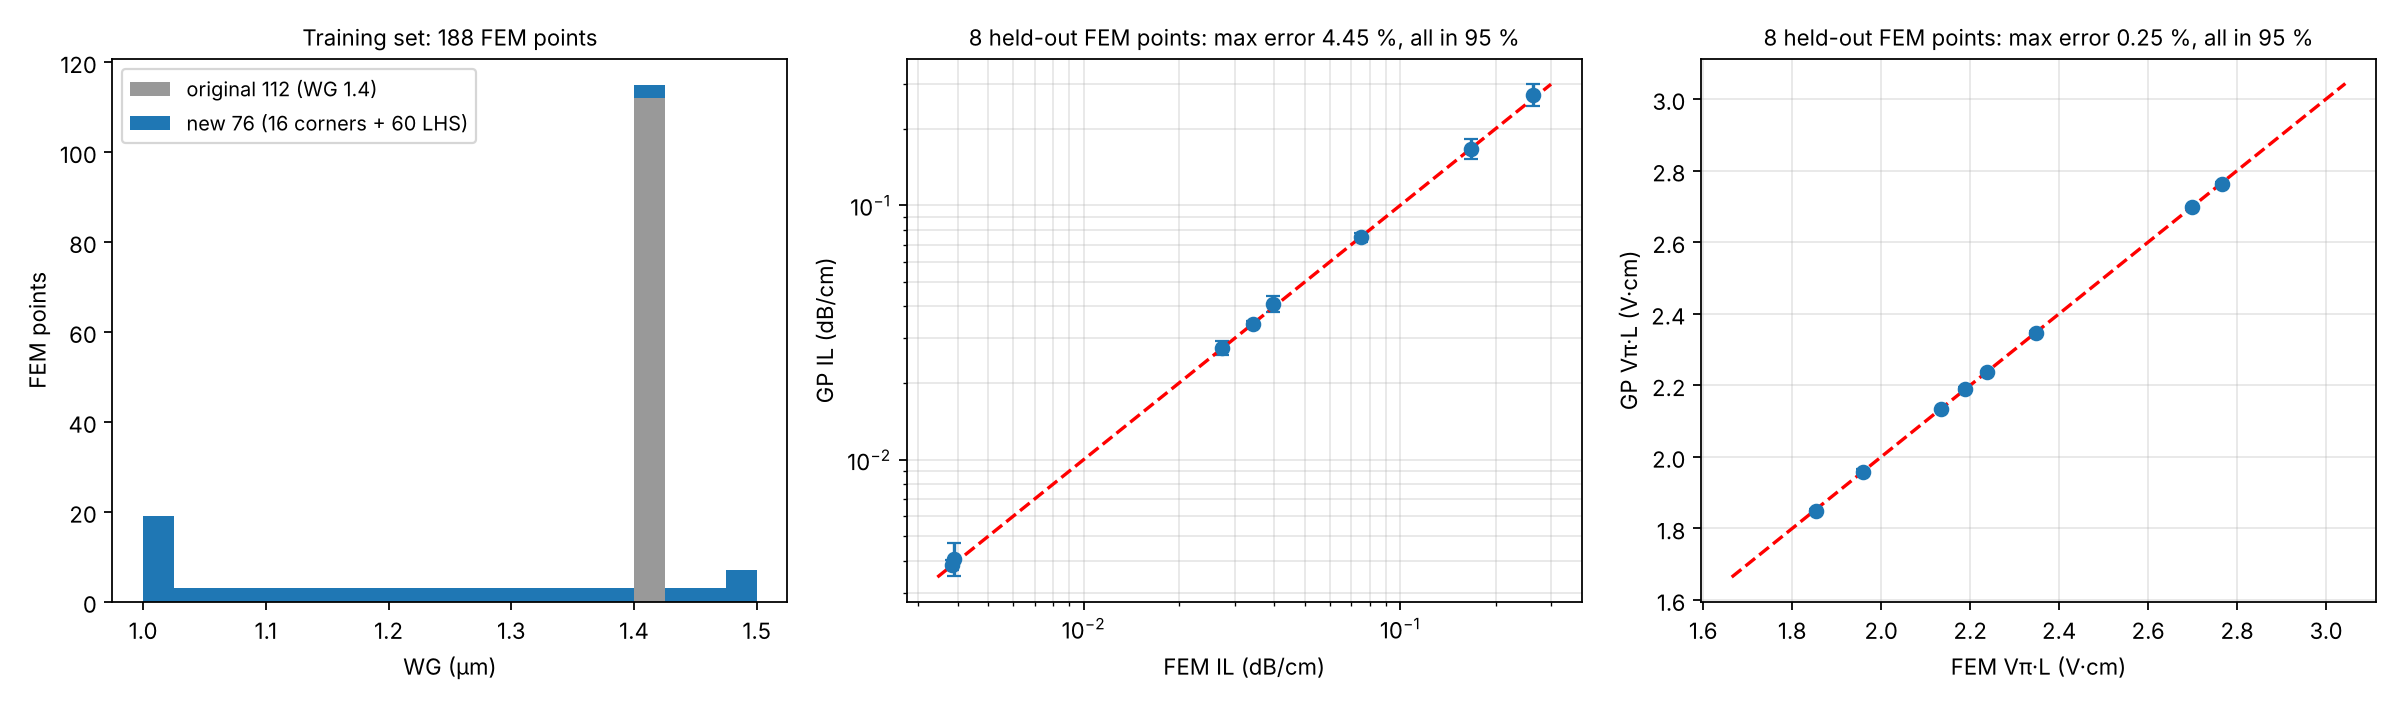 Training set: 188 FEM points
original 112 (WG 1.4)
new 76 (16 corners + 60 LHS)
FEM points
120
100
80
60
40
20
0
1.0 1.1 1.2 1.3 1.4 1.5
WG (μm)
8 held-out FEM points: max error 4.45 %, all in 95 %
GP IL (dB/cm)
10⁻¹
10⁻²
10⁻² 10⁻¹
FEM IL (dB/cm)
8 held-out FEM points: max error 0.25 %, all in 95 %
GP Vπ·L (V·cm)
3.0
2.8
2.6
2.4
2.2
2.0
1.8
1.6
1.6 1.8 2.0 2.2 2.4 2.6 2.8 3.0
FEM Vπ·L (V·cm)